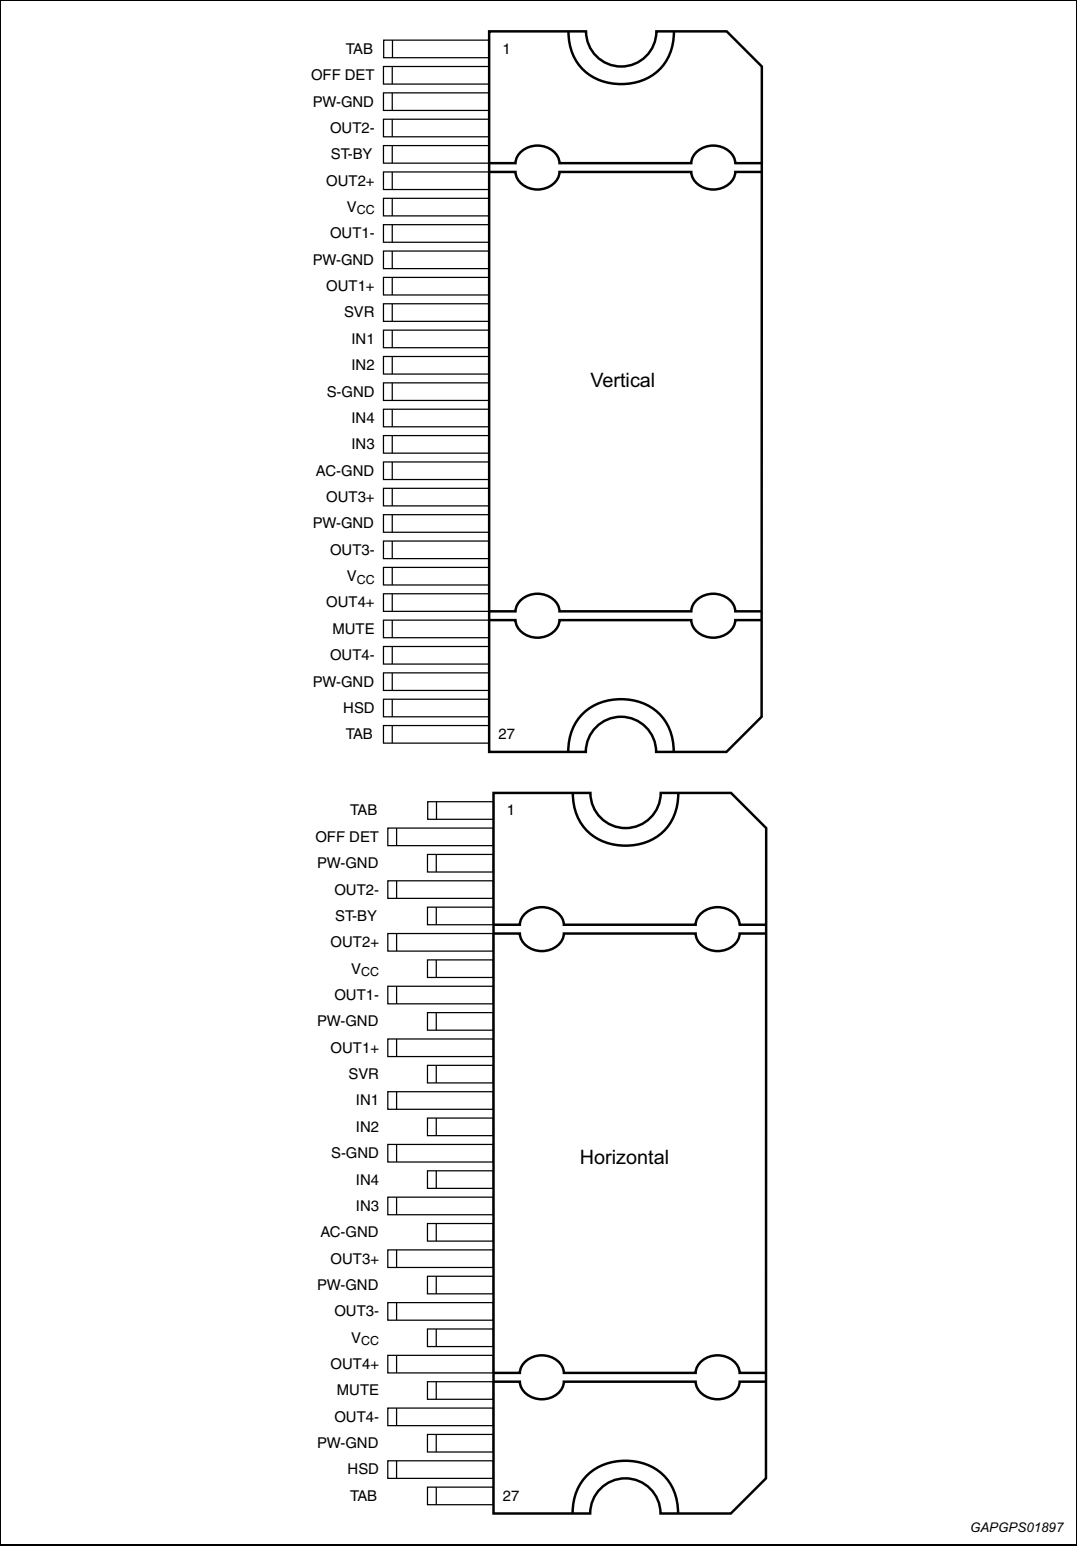 TAB 1
OFF DET
PW-GND
OUT2-
ST-BY
OUT2+
VCC
OUT1-
PW-GND
OUT1+
SVR
IN1
IN2
Vertical
S-GND
IN4
IN3
AC-GND
OUT3+
PW-GND
OUT3-
VCC
OUT4+
MUTE
OUT4-
PW-GND
HSD
TAB 27
TAB 1
OFF DET
PW-GND
OUT2-
ST-BY
OUT2+
VCC
OUT1-
PW-GND
OUT1+
SVR
IN1
IN2
S-GND
Horizontal
IN4
IN3
AC-GND
OUT3+
PW-GND
OUT3-
VCC
OUT4+
MUTE
OUT4-
PW-GND
HSD
TAB 27
GAPGPS01897